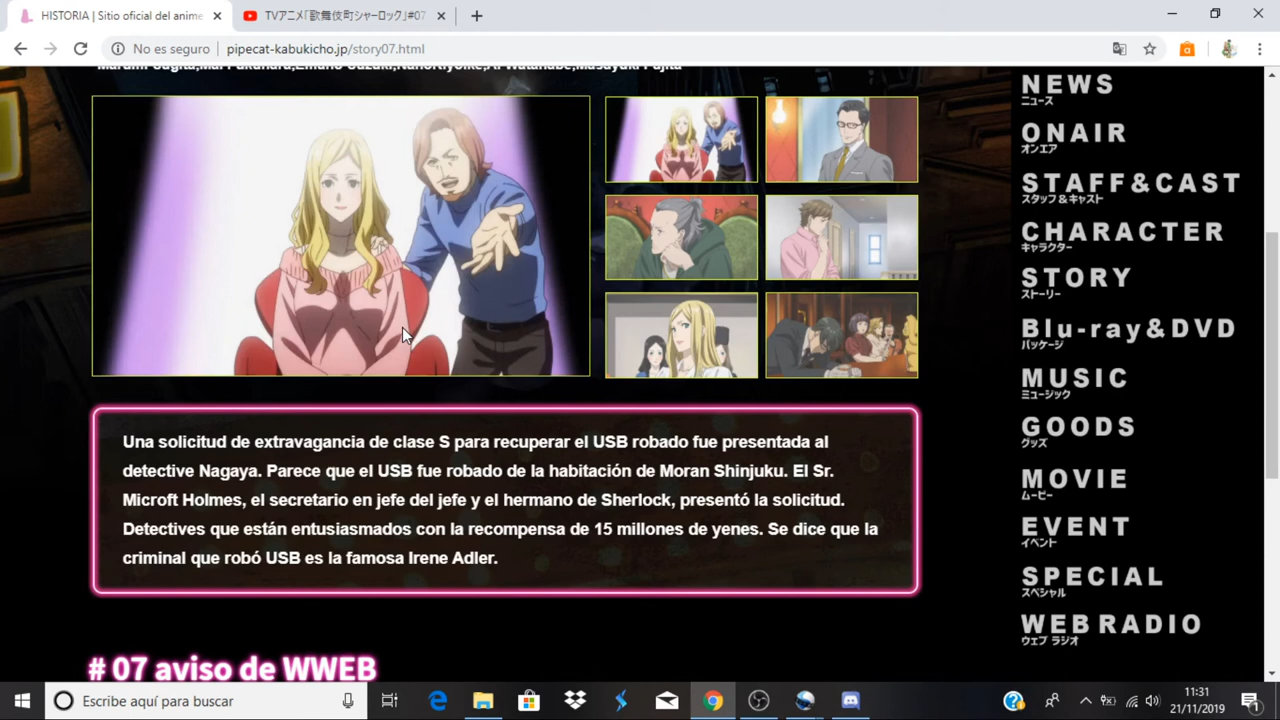 HISTORIA | Sitio oficial del anime
TVアニメ「歌舞伎町シャーロック」#07
No es seguro
pipecat-kabukicho.jp/story07.html
NEWS
ニュース
ONAIR
オンエア
STAFF&CAST
スタッフ&キャスト
CHARACTER
キャラクター
STORY
ストーリー
Blu-ray&DVD
パッケージ
MUSIC
ミュージック
GOODS
グッズ
MOVIE
ムービー
EVENT
イベント
SPECIAL
スペシャル
WEB RADIO
ウェブ ラジオ
Una solicitud de extravagancia de clase S para recuperar el USB robado fue presentada al
detective Nagaya. Parece que el USB fue robado de la habitación de Moran Shinjuku. El Sr.
Microft Holmes, el secretario en jefe del jefe y el hermano de Sherlock, presentó la solicitud.
Detectives que están entusiasmados con la recompensa de 15 millones de yenes. Se dice que la
criminal que robó USB es la famosa Irene Adler.
# 07 aviso de WWEB
Escribe aquí para buscar
11:31
21/11/2019